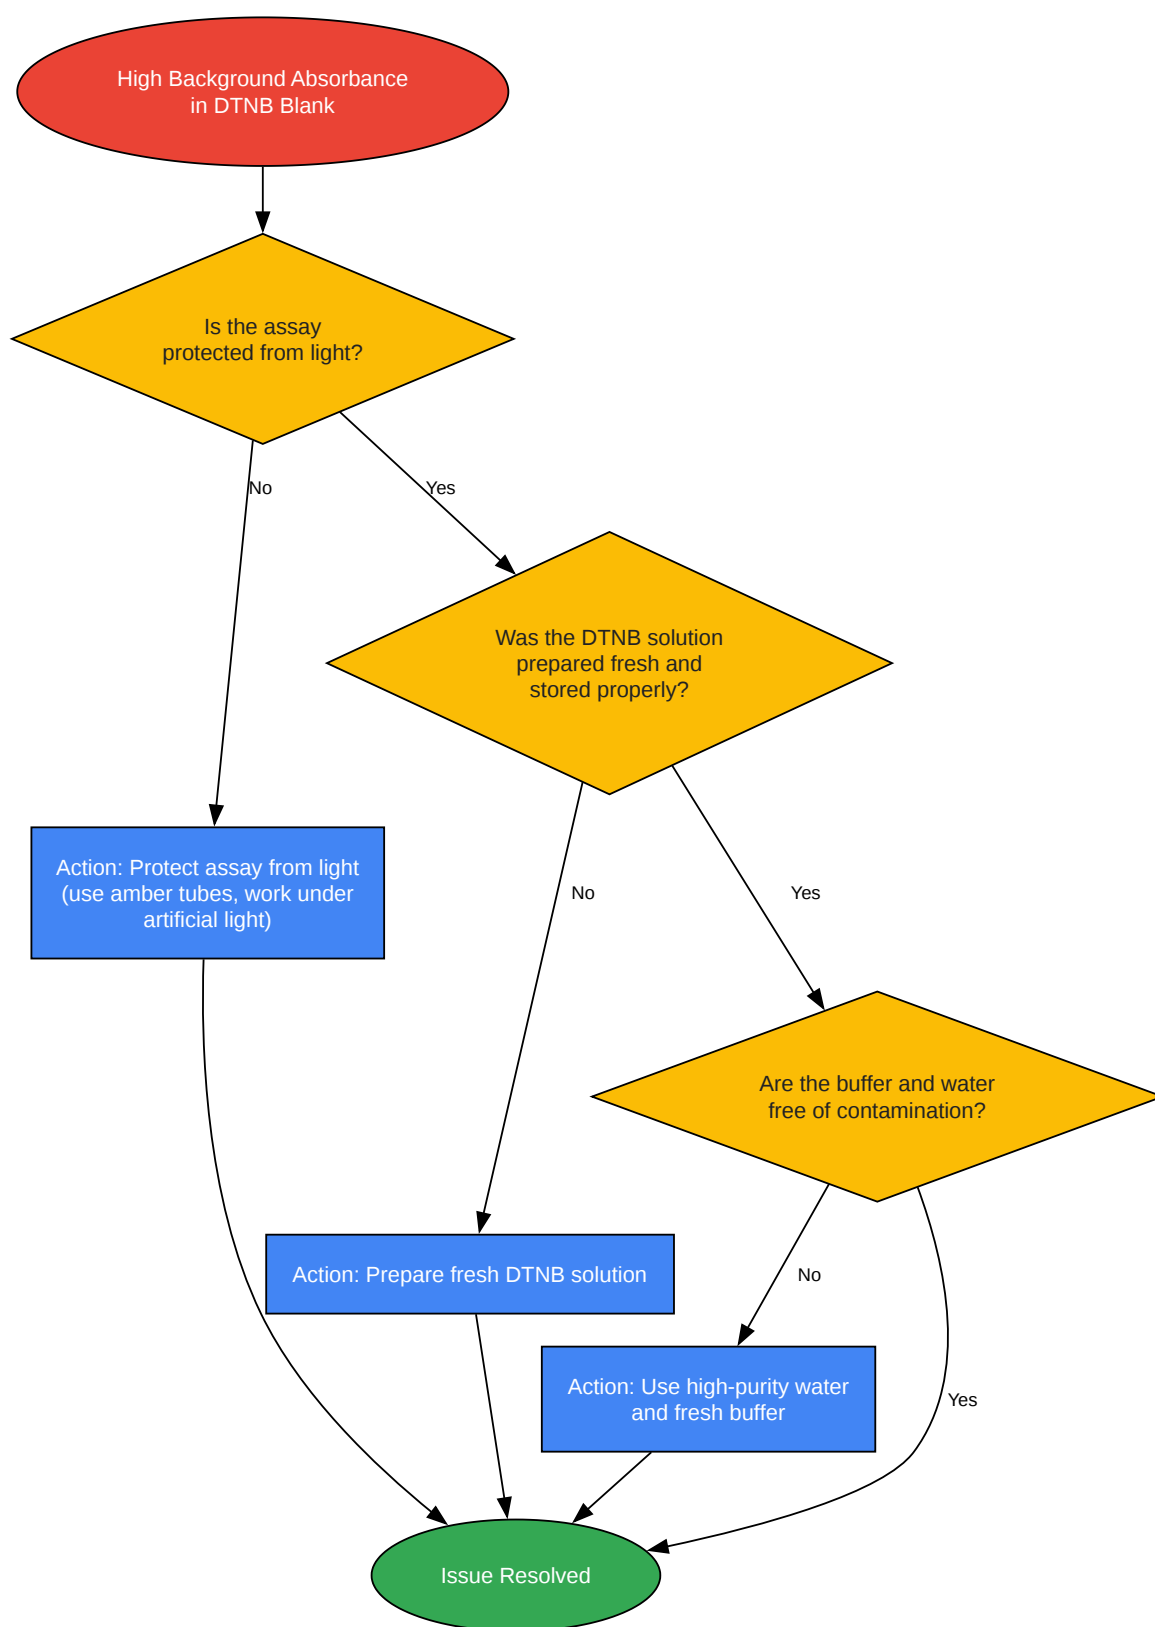 High Background Absorbance
in DTNB Blank
Is the assay
protected from light?
No
Yes
Was the DTNB solution
prepared fresh and
stored properly?
Action: Protect assay from light
(use amber tubes, work under
artificial light)
No
Yes
Are the buffer and water
free of contamination?
Action: Prepare fresh DTNB solution
No
Action: Use high-purity water
and fresh buffer
Yes
Issue Resolved